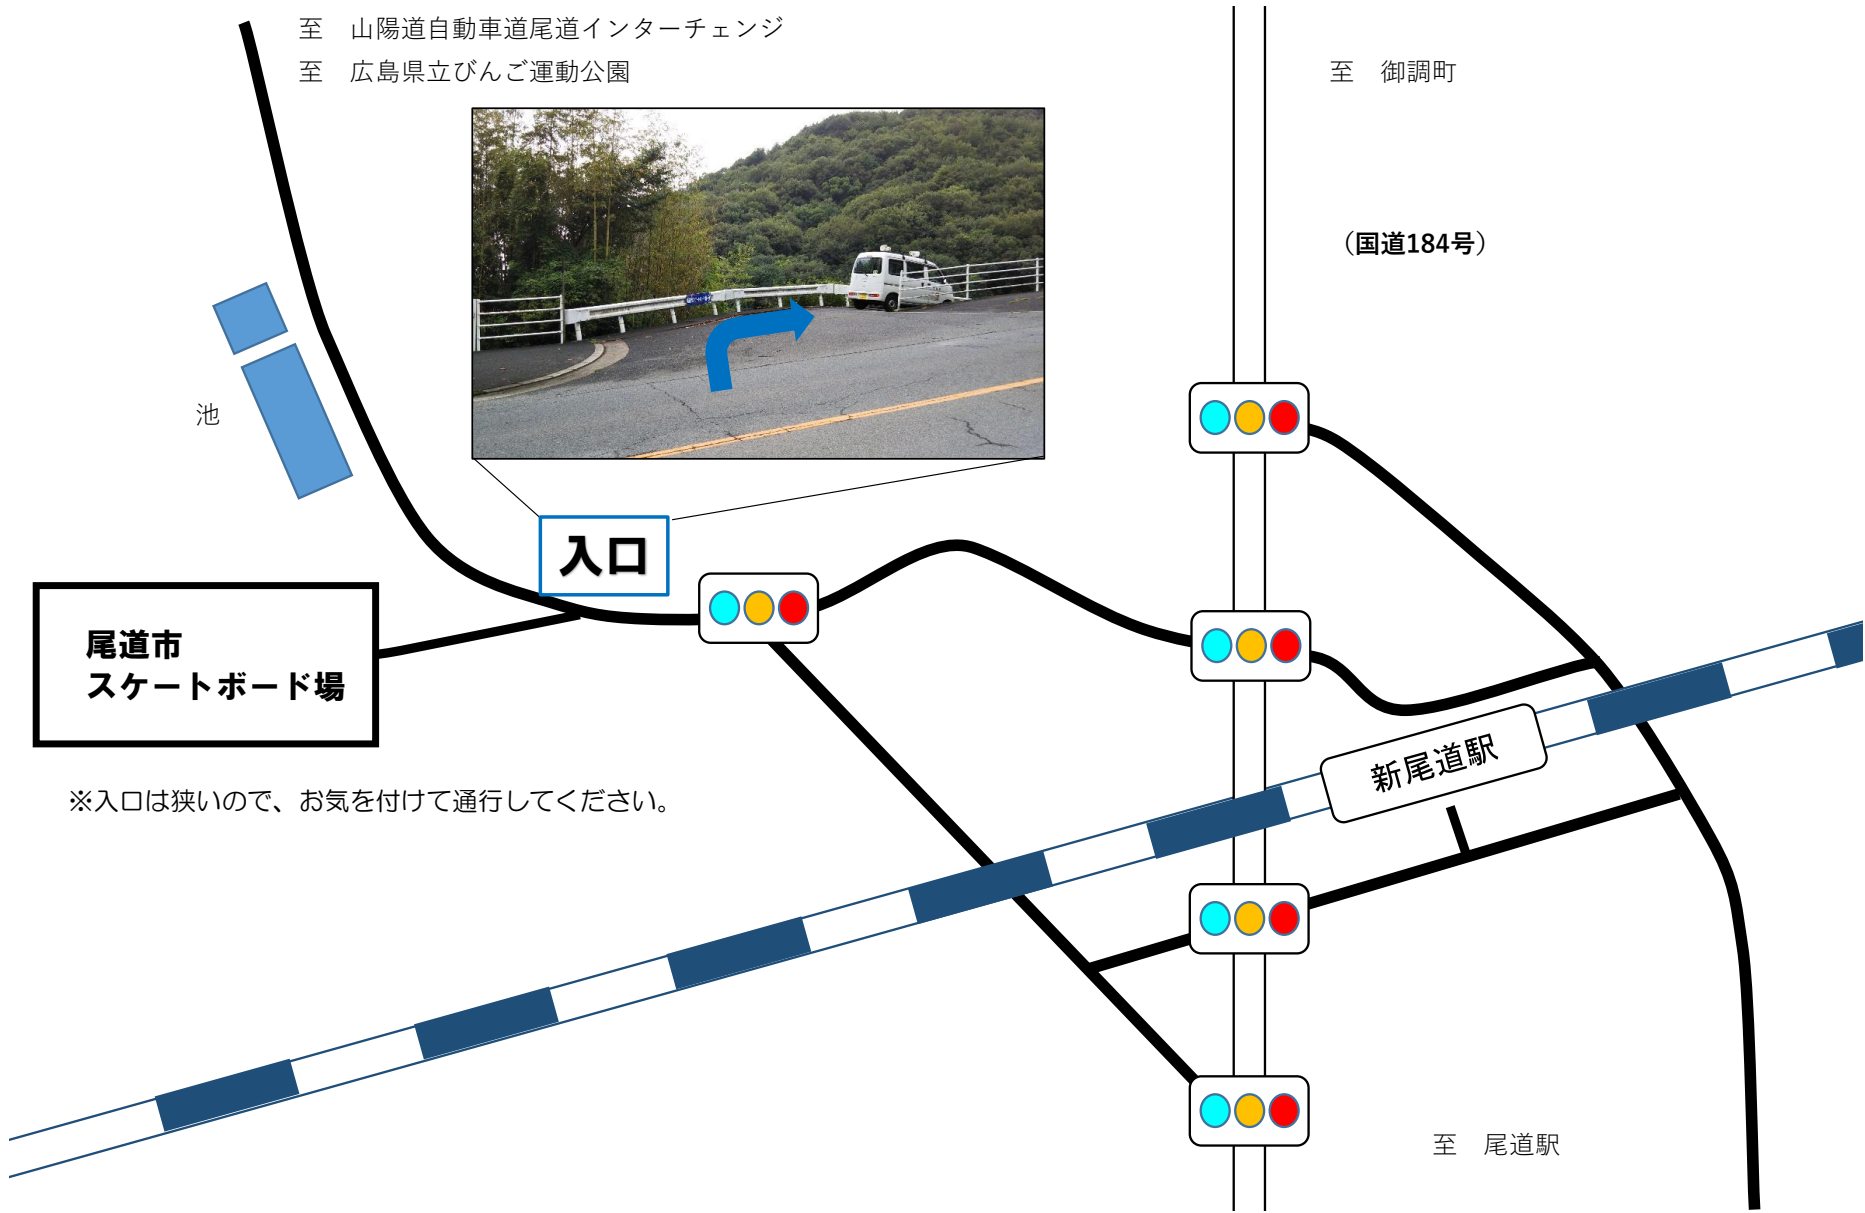 至　山陽道自動車道尾道インターチェンジ
至　広島県立びんご運動公園
至　御調町
（国道184号）
池
入口
尾道市
スケートボード場
新尾道駅
※入口は狭いので、お気を付けて通行してください。
至　尾道駅